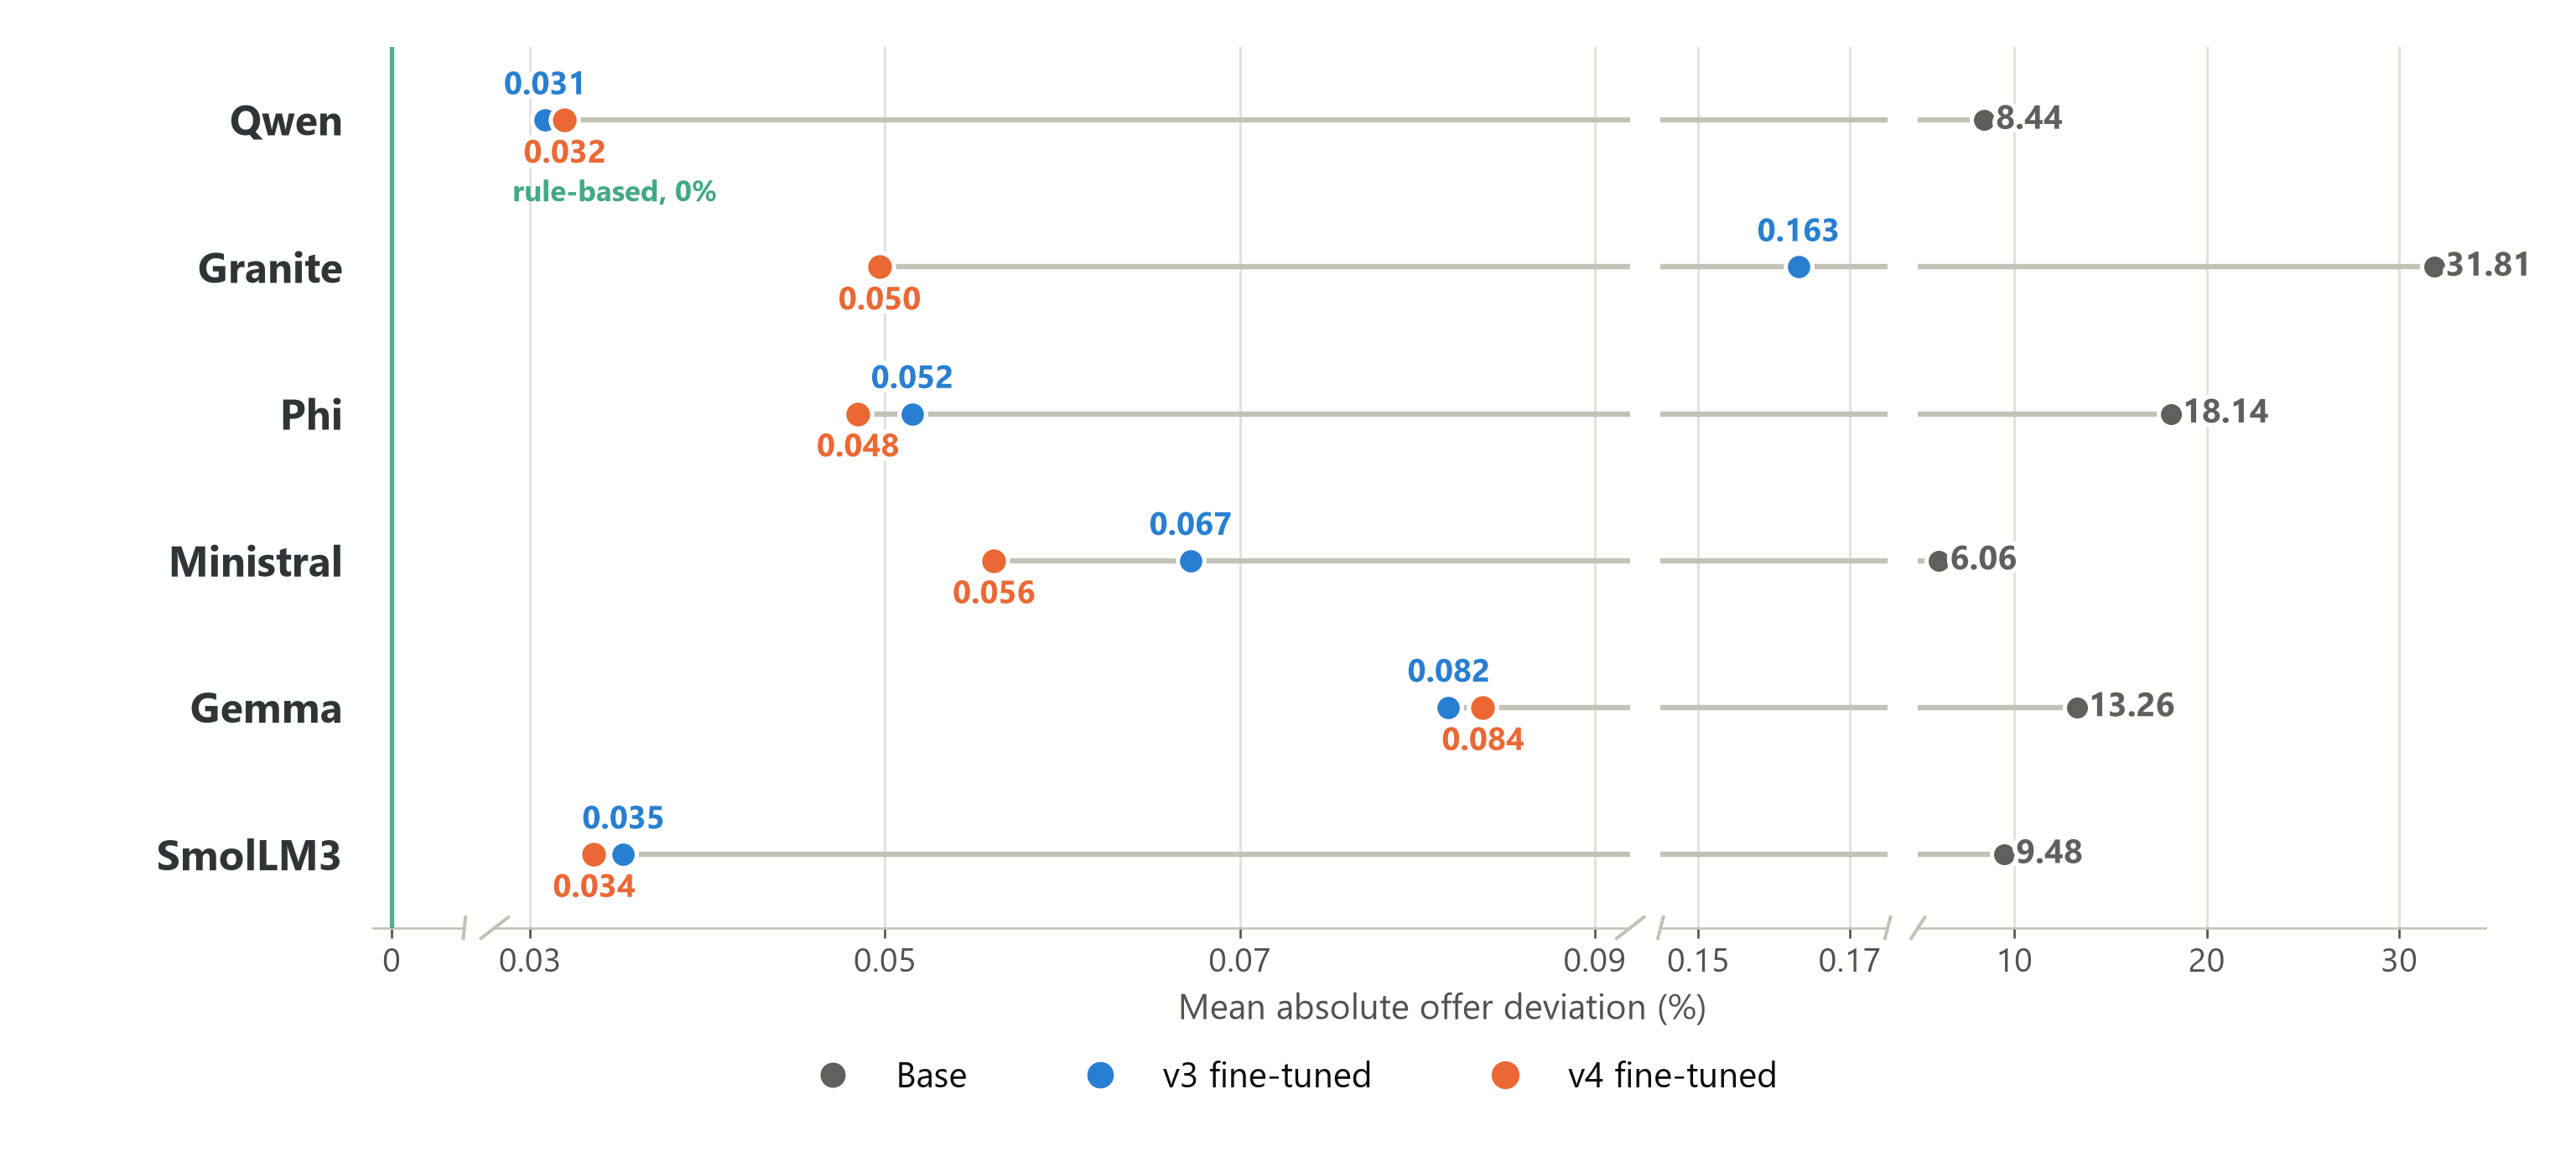 0.031
Qwen 8.44
0.032
rule-based, 0%
0.163
Granite 31.81
0.050
0.052
Phi 18.14
0.048
0.067
Ministral 6.06
0.056
0.082
Gemma 13.26
0.084
0.035
SmolLM3 9.48
0.034
0 0.03 0.05 0.07 0.09 0.15 0.17 10 20 30
Mean absolute offer deviation (%)
Base v3 fine-tuned v4 fine-tuned